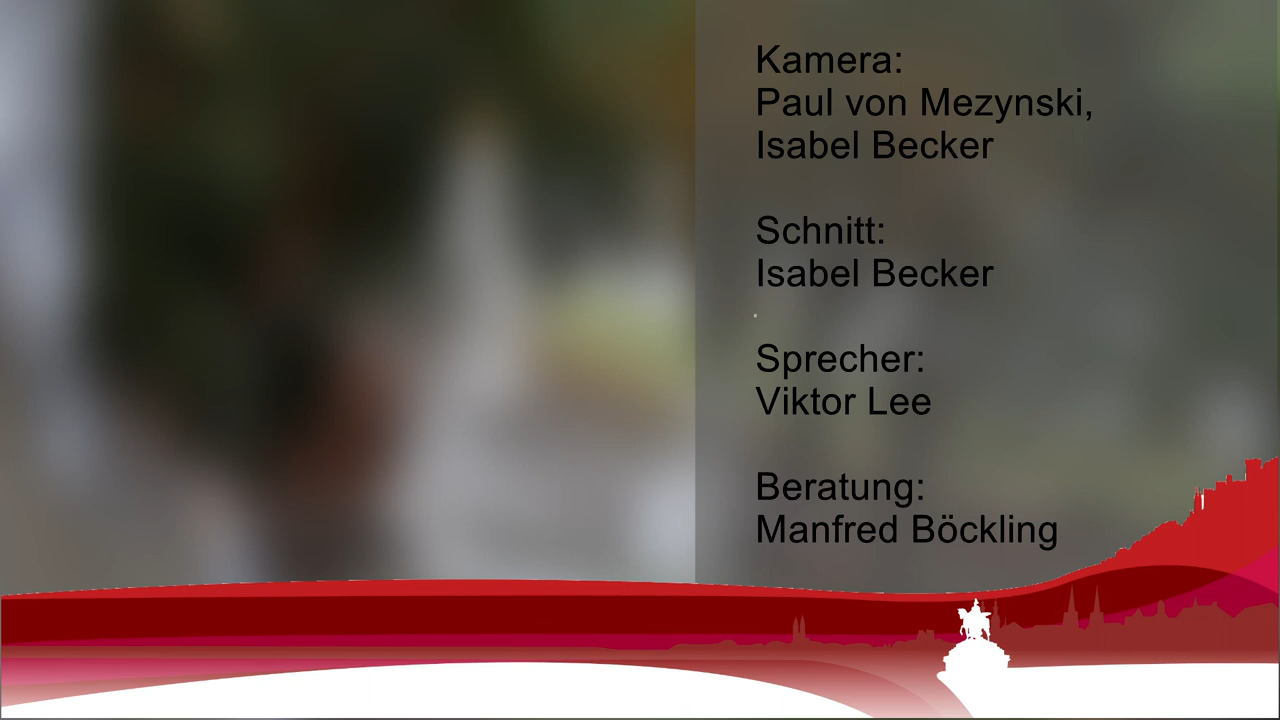 Kamera:
Paul von Mezynski,
Isabel Becker
Schnitt:
Isabel Becker
Sprecher:
Viktor Lee
Beratung:
Manfred Böckling